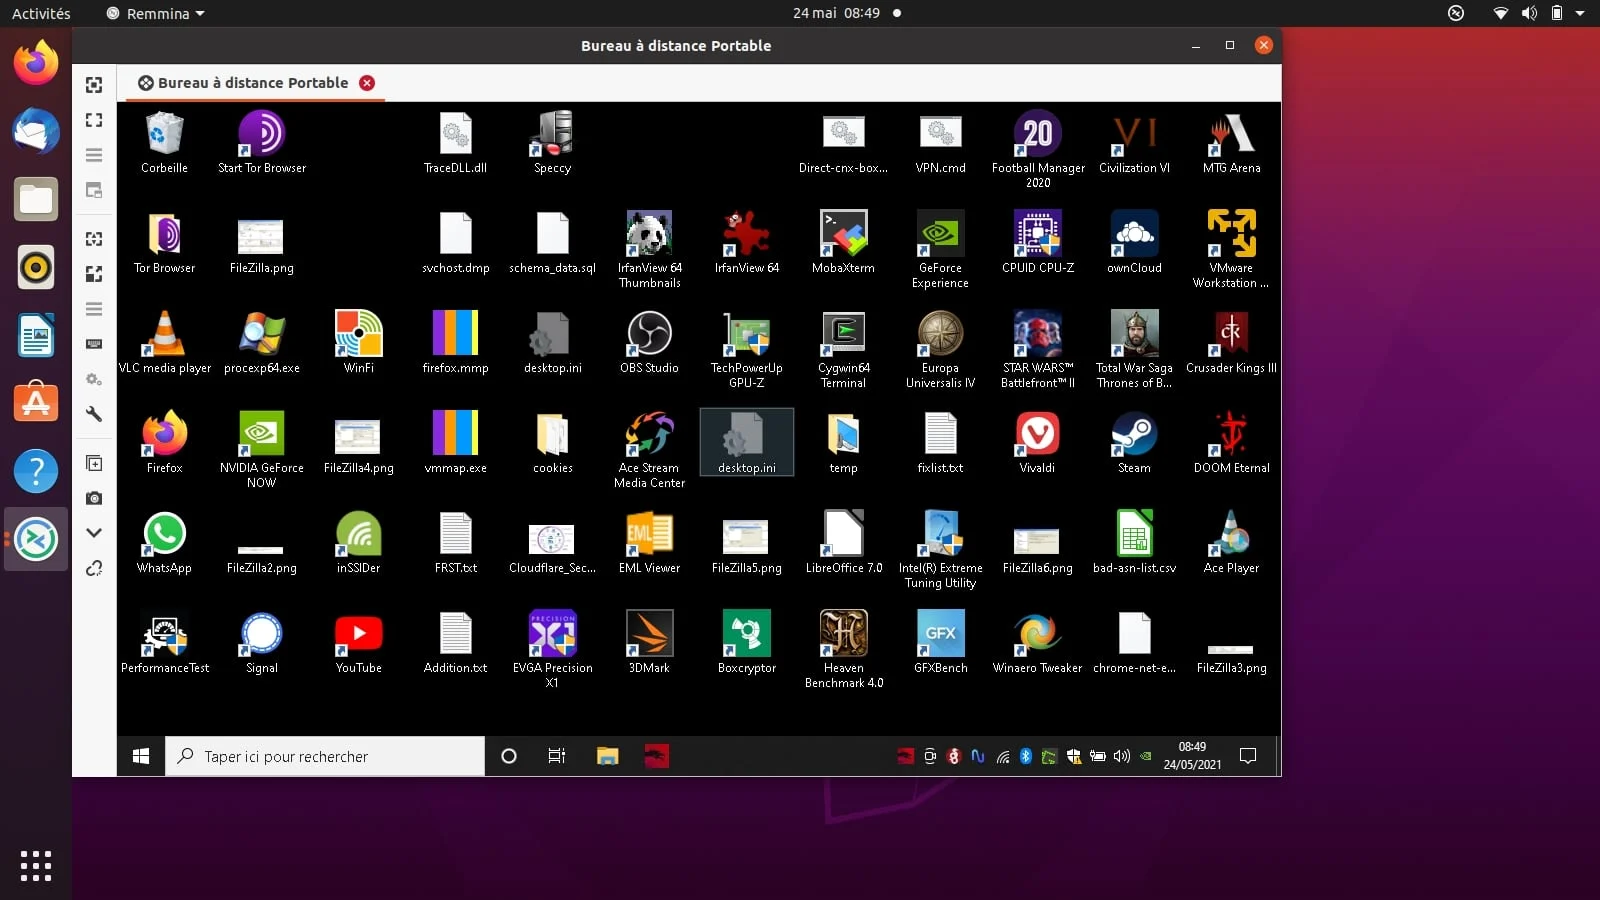 Activités
Remmina
24 mai 08:49
Bureau à distance Portable
Bureau à distance Portable
Corbeille
Start Tor Browser
TraceDLL.dll
Speccy
Direct-cnx-box...
VPN.cmd
Football Manager
2020
Civilization VI
MTG Arena
Tor Browser
FileZilla.png
svchost.dmp
schema_data.sql
IrfanView 64
Thumbnails
IrfanView 64
MobaXterm
GeForce
Experience
CPUID CPU-Z
ownCloud
VMware
Workstation ...
VLC media player
procexp64.exe
WinFi
firefox.mmp
desktop.ini
OBS Studio
TechPowerUp
GPU-Z
Cygwin64
Terminal
Europa
Universalis IV
STAR WARS™
Battlefront™ II
Total War Saga
Thrones of B...
Crusader Kings III
Firefox
NVIDIA GeForce
NOW
FileZilla4.png
vmmap.exe
cookies
Ace Stream
Media Center
desktop.ini
temp
fixlist.txt
Vivaldi
Steam
DOOM Eternal
WhatsApp
FileZilla2.png
inSSIDer
FRST.txt
Cloudflare_Sec...
EML
EML Viewer
FileZilla5.png
LibreOffice 7.0
Intel(R) Extreme
Tuning Utility
FileZilla6.png
bad-asn-list.csv
Ace Player
PerformanceTest
Signal
YouTube
Addition.txt
PRECISION
X1
EVGA Precision
X1
3DMark
Boxcryptor
Heaven
Benchmark 4.0
GFX
GFXBench
Winaero Tweaker
chrome-net-e...
FileZilla3.png
Taper ici pour rechercher
08:49
24/05/2021